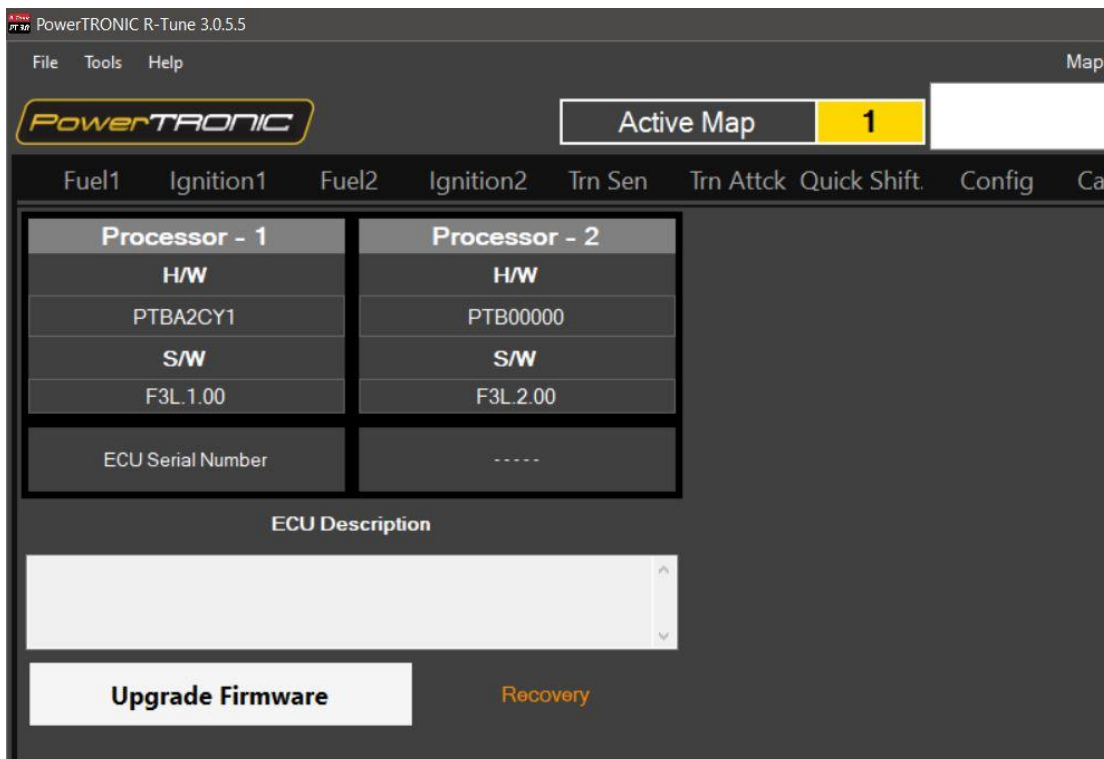 PowerTRONIC R-Tune 3.0.5.5
File Tools Help Map
PowerTRONIC Active Map 1
Fuel1 Ignition1 Fuel2 Ignition2 Trn Sen Trn Attck Quick Shift. Config Ca
Processor - 1 Processor - 2
H/W H/W
PTBA2CY1 PTB00000
S/W S/W
F3L.1.00 F3L.2.00
ECU Serial Number - - - - -
ECU Description
Upgrade Firmware Recovery